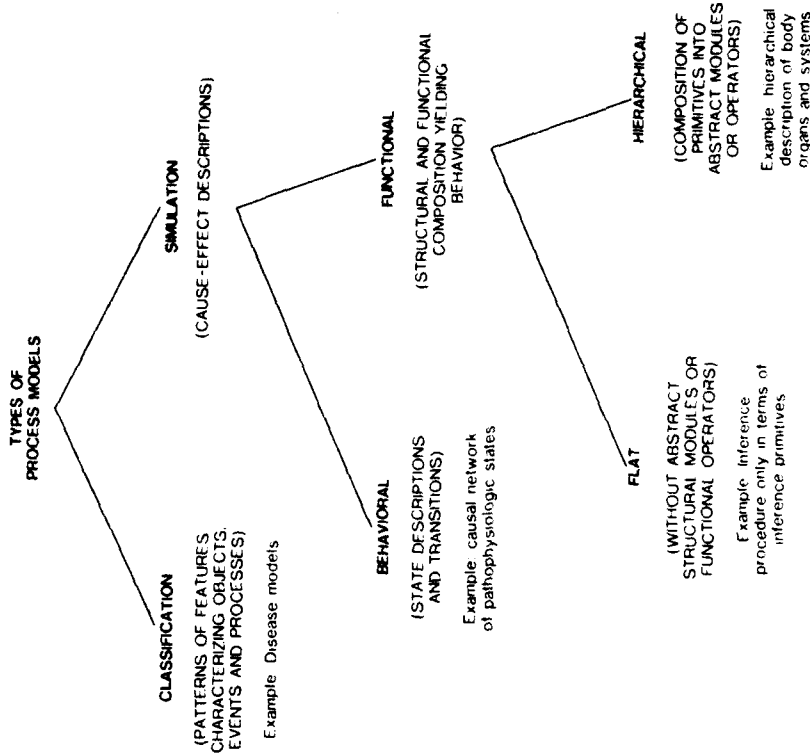 TYPES OF
PROCESS MODELS
CLASSIFICATION
(PATTERNS OF FEATURES
CHARACTERIZING OBJECTS,
EVENTS AND PROCESSES)
Example Disease models
SIMULATION
(CAUSE-EFFECT DESCRIPTIONS)
BEHAVIORAL
(STATE DESCRIPTIONS
AND TRANSITIONS)
Example: causal network
of pathophysiologic states
FUNCTIONAL
(STRUCTURAL AND FUNCTIONAL
COMPOSITION YIELDING
BEHAVIOR)
FLAT
(WITHOUT ABSTRACT
STRUCTURAL MODULES OR
FUNCTIONAL OPERATORS)
Example Inference
procedure only in terms of
inference primitives
HIERARCHICAL
(COMPOSITION OF
PRIMITIVES INTO
ABSTRACT MODULES
OR OPERATORS)
Example hierarchical
description of body
organs and systems